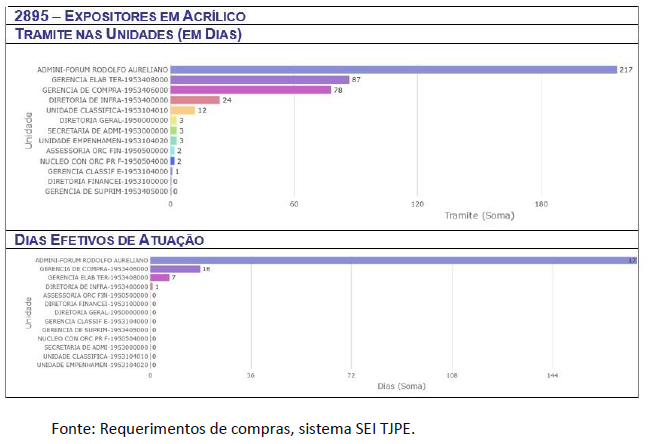 2895 – EXPOSITORES EM ACRÍLICO
TRAMITE NAS UNIDADES (EM DIAS)
ADMINI-FORUM RODOLFO AURELIANO 217
GERENCIA ELAB TER-1953408000 87
GERENCIA DE COMPRA-1953406000 78
DIRETORIA DE INFRA-1953400000 24
UNIDADE CLASSIFICA-1953104010 12
DIRETORIA GERAL-1950000000 3
SECRETARIA DE ADMI-1953000000 3
UNIDADE EMPENHAMEN-1953104020 3
ASSESSORIA ORC FIN-1950500000 2
NUCLEO CON ORC PR F-1950504000 2
GERENCIA CLASSIF E-1953104000 1
DIRETORIA FINANCEI-1953100000 0
GERENCIA DE SUPRIM-1953405000 0
Unidade
0 60 120 180
Tramite (Soma)
DIAS EFETIVOS DE ATUAÇÃO
ADMINI-FORUM RODOLFO AURELIANO
GERENCIA DE COMPRA-1953406000 18
GERENCIA ELAB TER-1953408000 7
DIRETORIA DE INFRA-1953400000 1
ASSESSORIA ORC FIN-1950500000 0
DIRETORIA FINANCEI-1953100000 0
DIRETORIA GERAL-1950000000 0
GERENCIA CLASSIF E-1953104000 0
GERENCIA DE SUPRIM-1953405000 0
NUCLEO CON ORC PR F-1950504000 0
SECRETARIA DE ADMI-1953000000 0
UNIDADE CLASSIFICA-1953104010 0
UNIDADE EMPENHAMEN-1953104020 0
Unidade
0 36 72 108 144
Dias (Soma)
Fonte: Requerimentos de compras, sistema SEI TJPE.